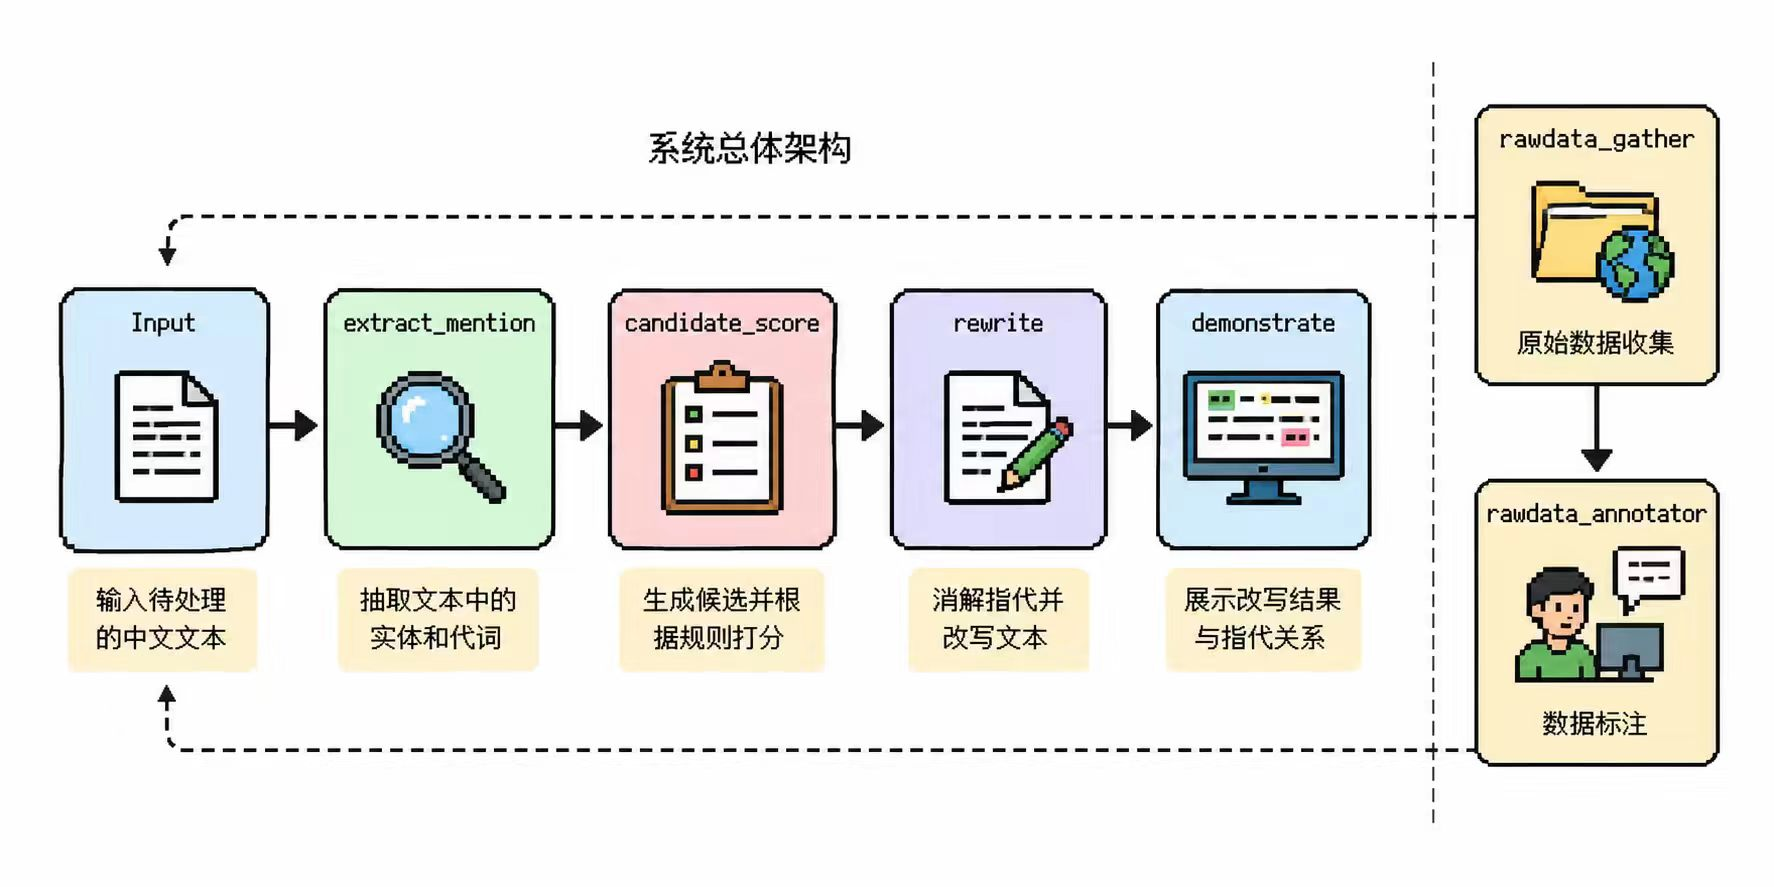 系统总体架构
Input
输入待处理
的中文文本
extract_mention
抽取文本中的
实体和代词
candidate_score
生成候选并根
据规则打分
rewrite
消解指代并
改写文本
demonstrate
展示改写结果
与指代关系
rawdata_gather
原始数据收集
rawdata_annotator
数据标注